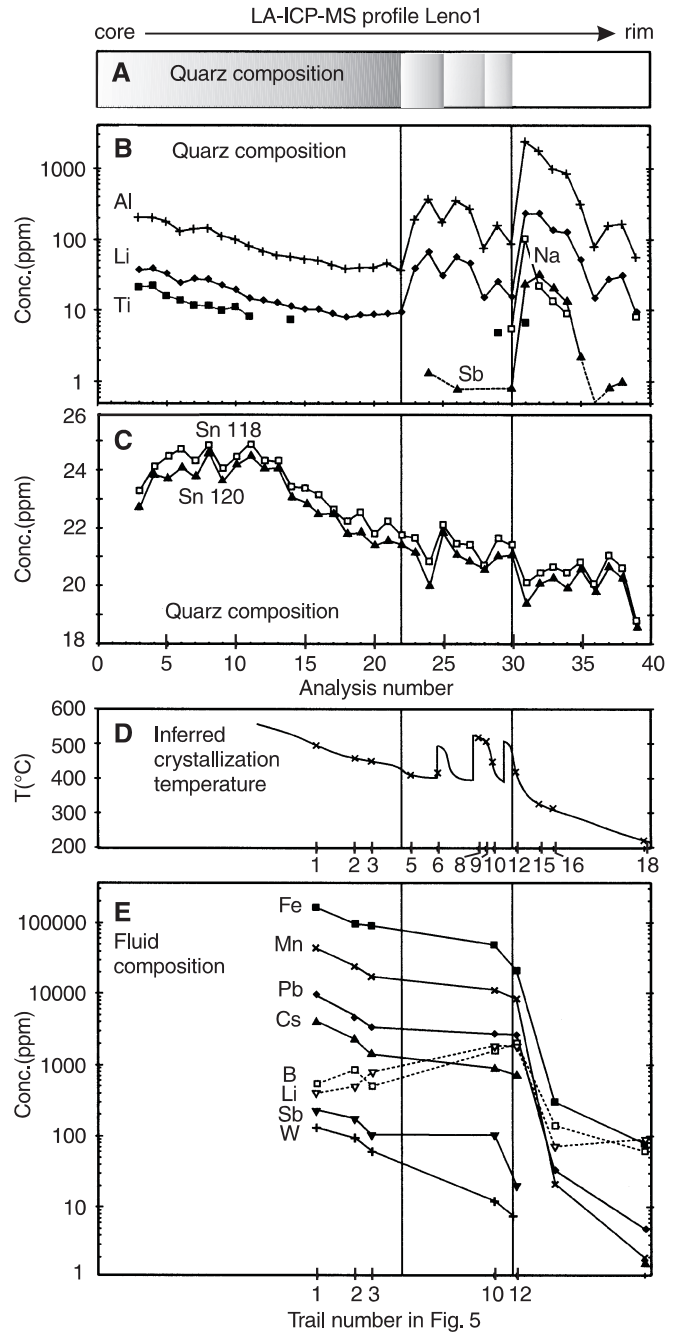 LA-ICP-MS profile Leno1
core rim
A Quarz composition
B Quarz composition
1000
100
10
1
Conc.(ppm)
Al
Li
Ti
Na
Sb
C
26
24
22
20
18
Conc.(ppm)
Sn 118
Sn 120
Quarz composition
0 5 10 15 20 25 30 35 40
Analysis number
D Inferred
crystallization
temperature
600
500
400
300
200
T(°C)
1 2 3 5 6 8 9 10 12 15 16 18
E
Fluid
composition
100000
10000
1000
100
10
1
Conc.(ppm)
Fe
Mn
Pb
Cs
B
Li
Sb
W
1 2 3 10 12
Trail number in Fig. 5